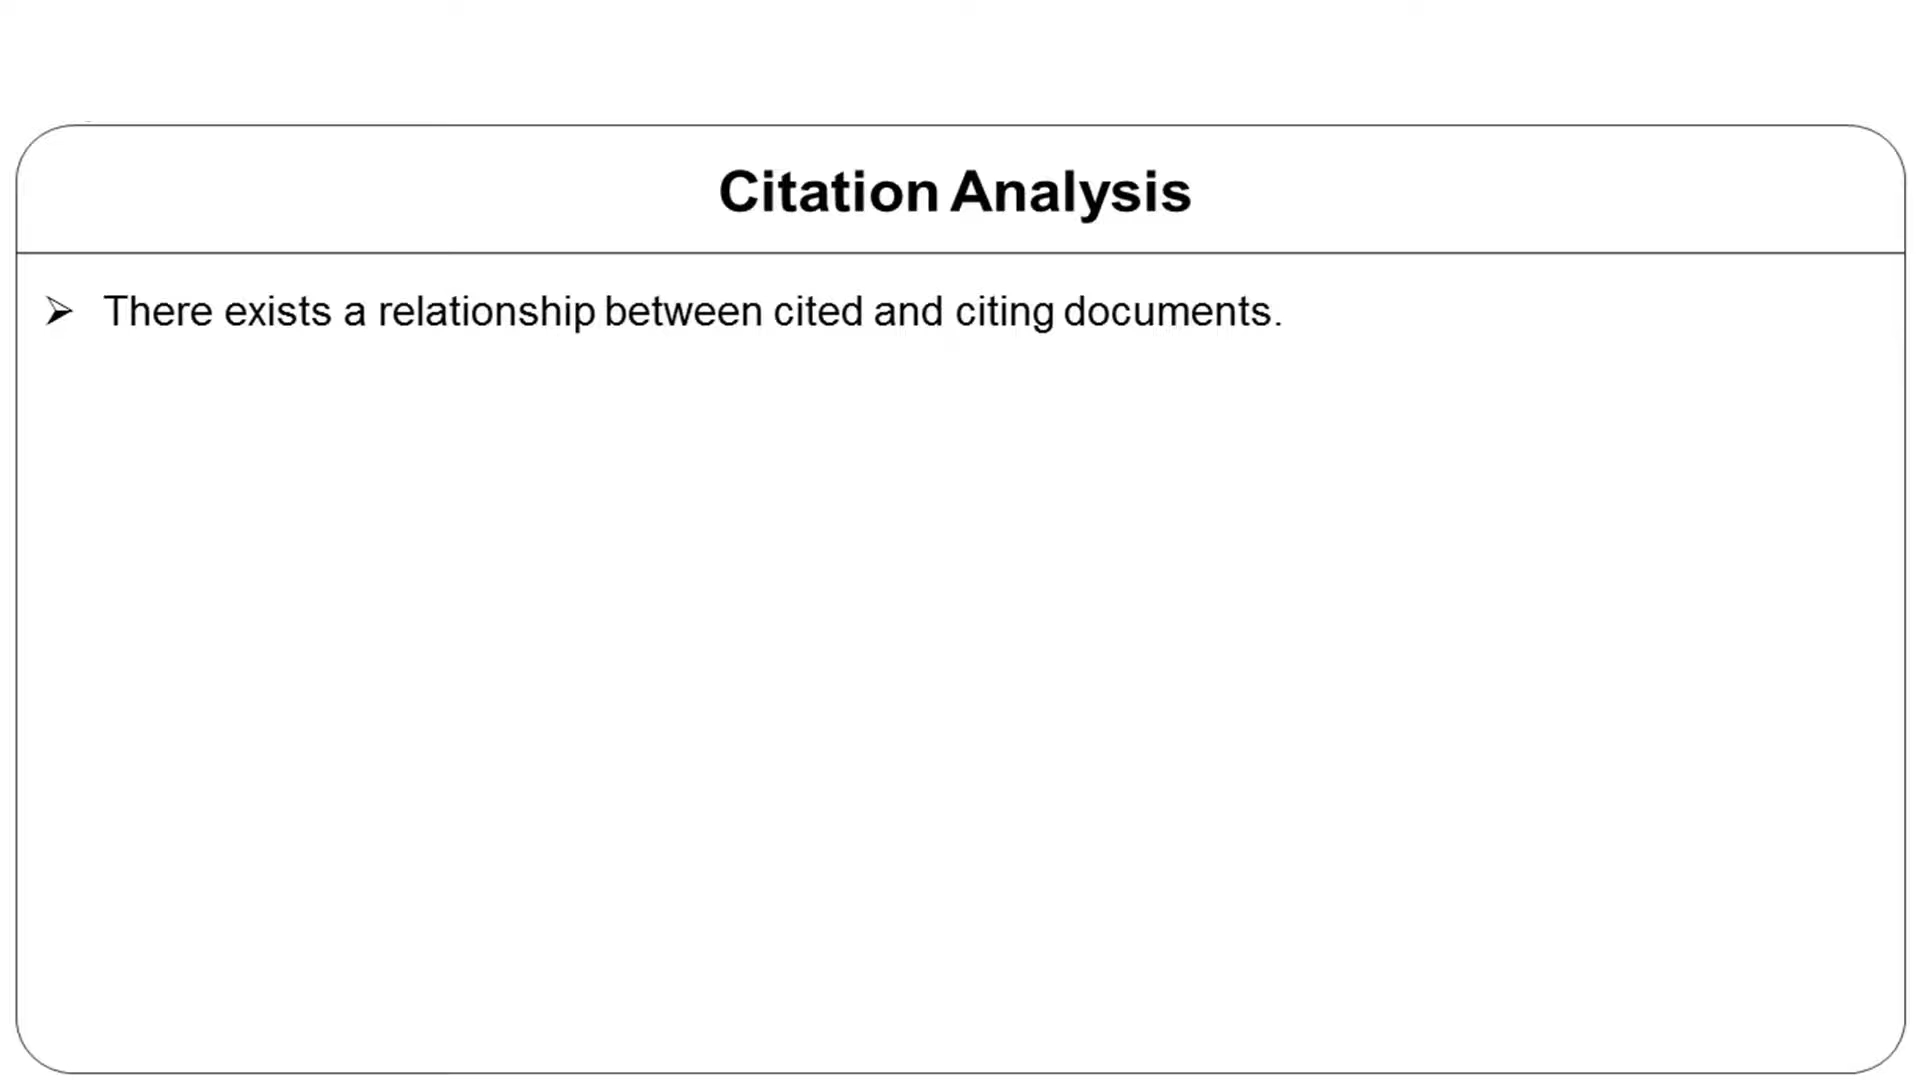 Citation Analysis
➢ There exists a relationship between cited and citing documents.